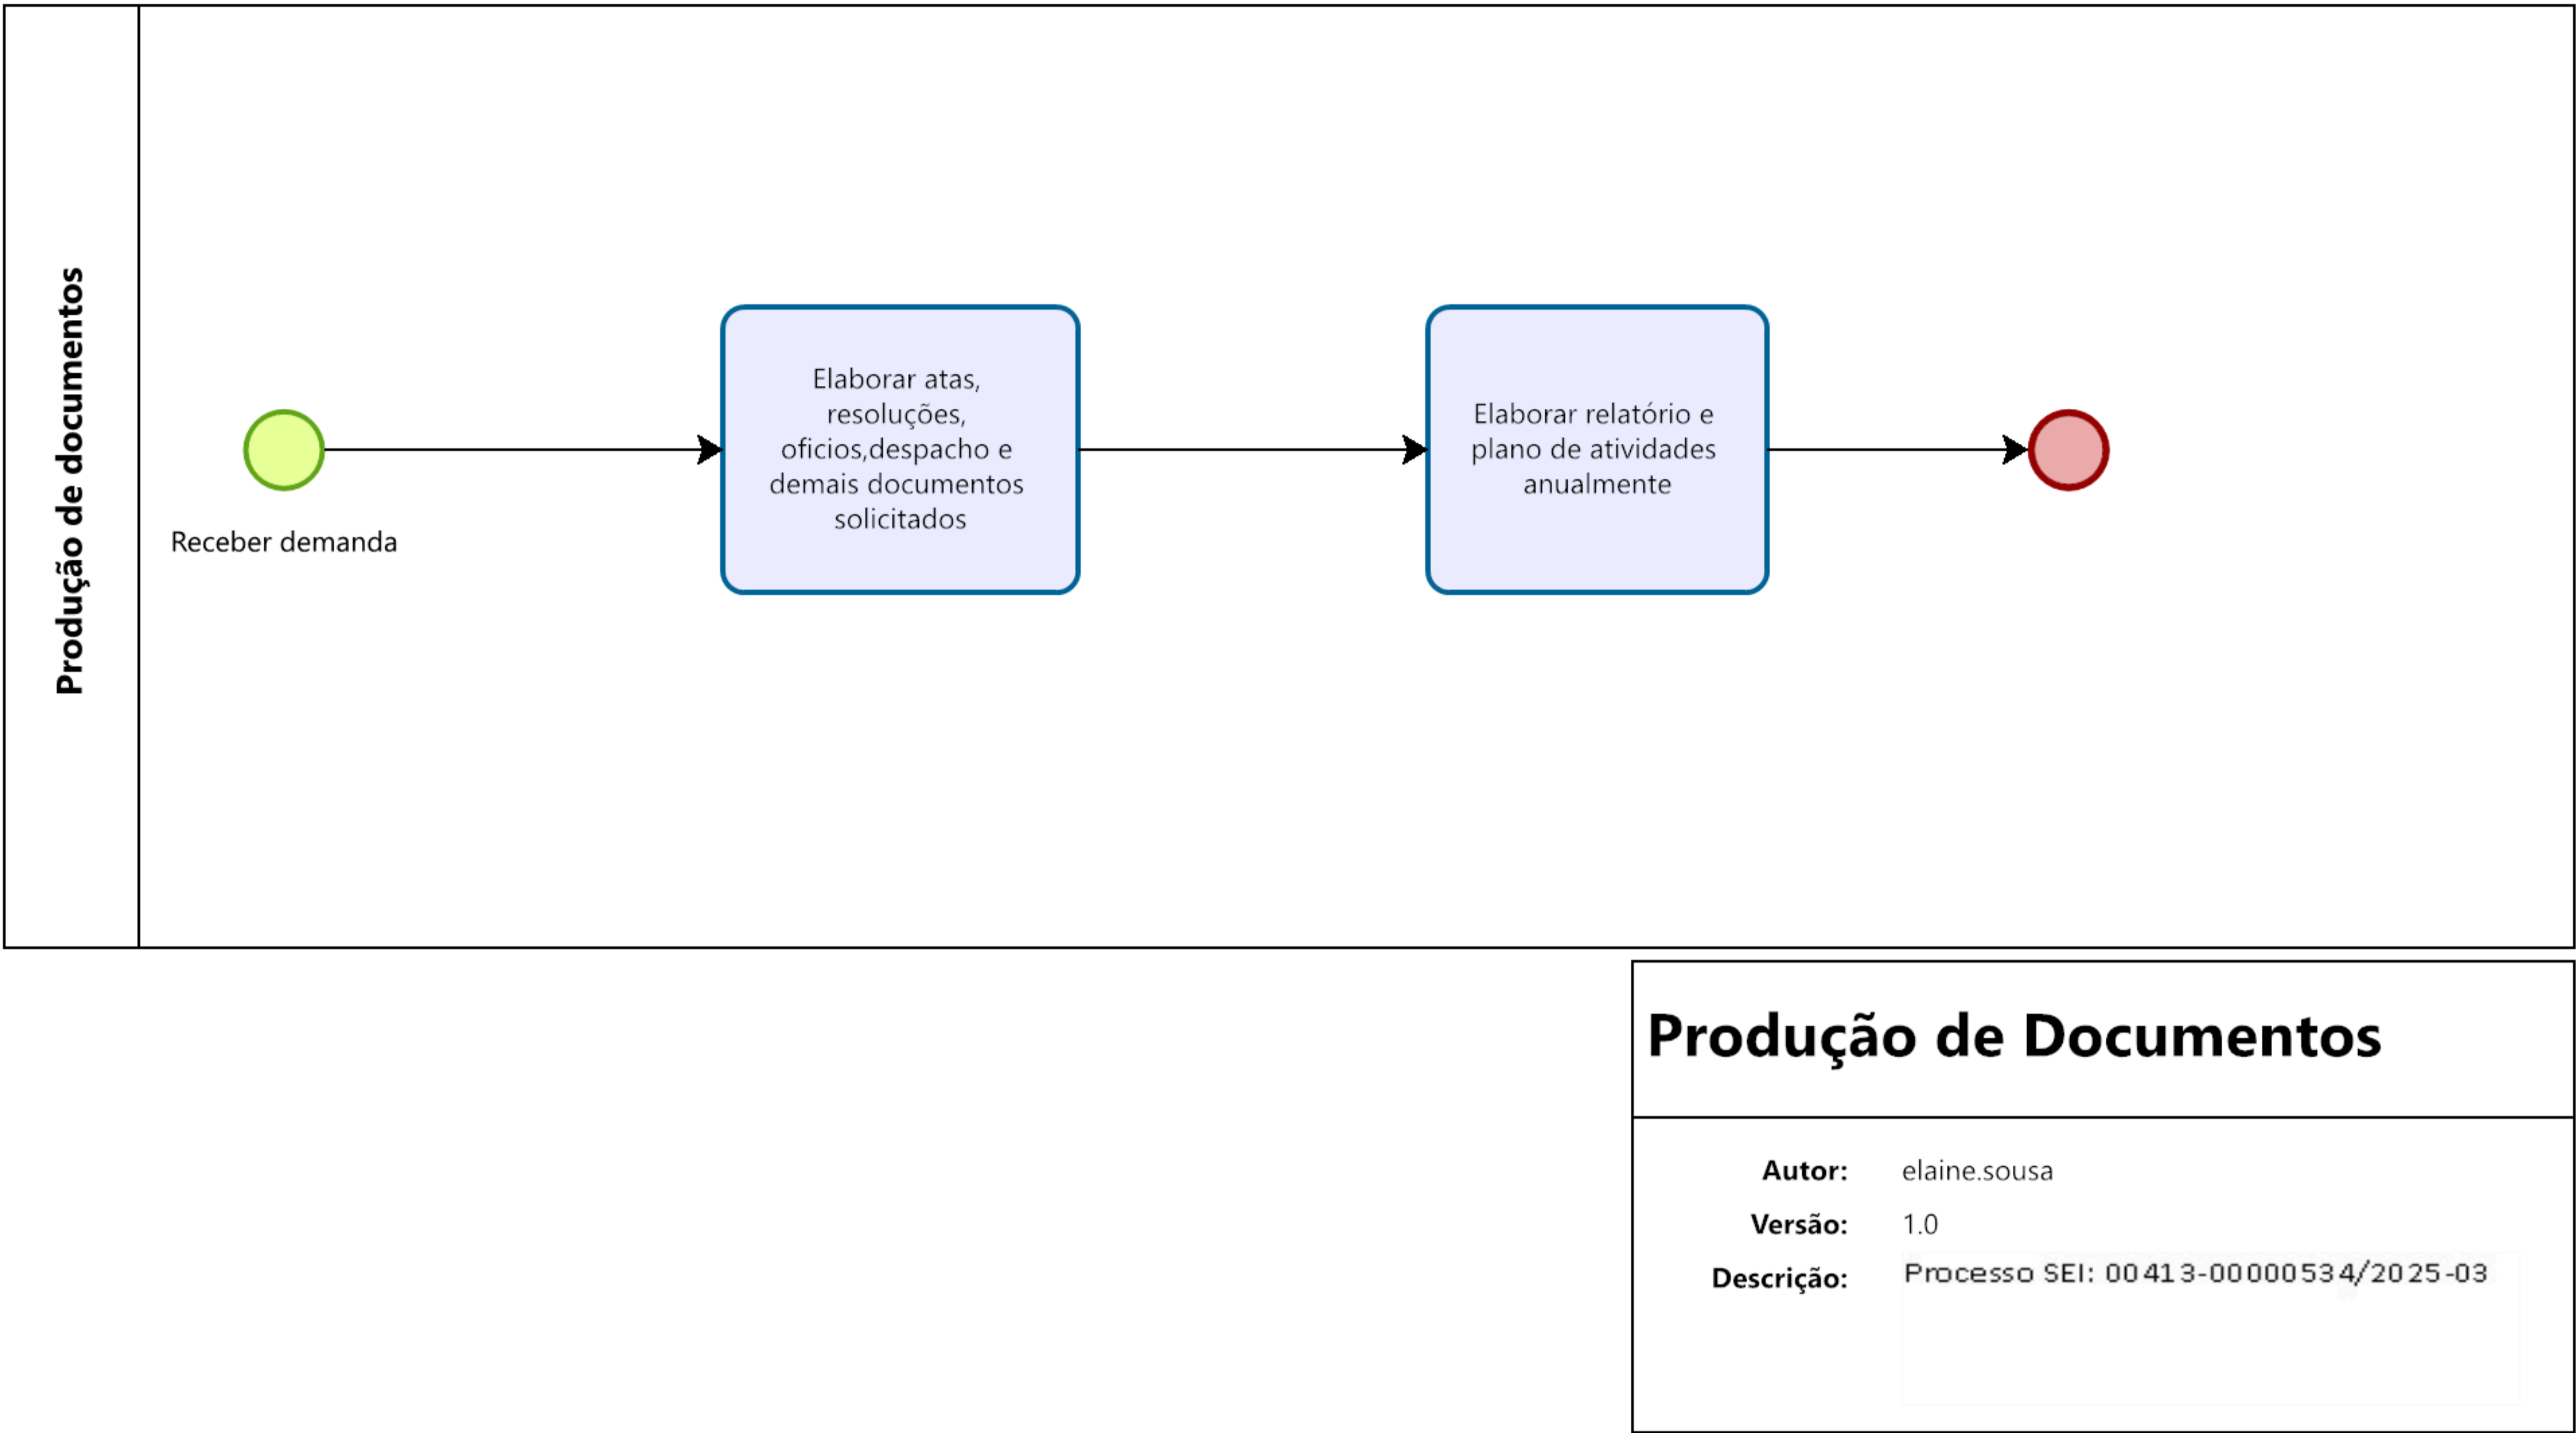 Produção de documentos
Receber demanda
Elaborar atas,
resoluções,
oficios,despacho e
demais documentos
solicitados
Elaborar relatório e
plano de atividades
anualmente
Produção de Documentos
Autor: elaine.sousa
Versão: 1.0
Descrição: Processo SEI: 00413-00000534/2025-03